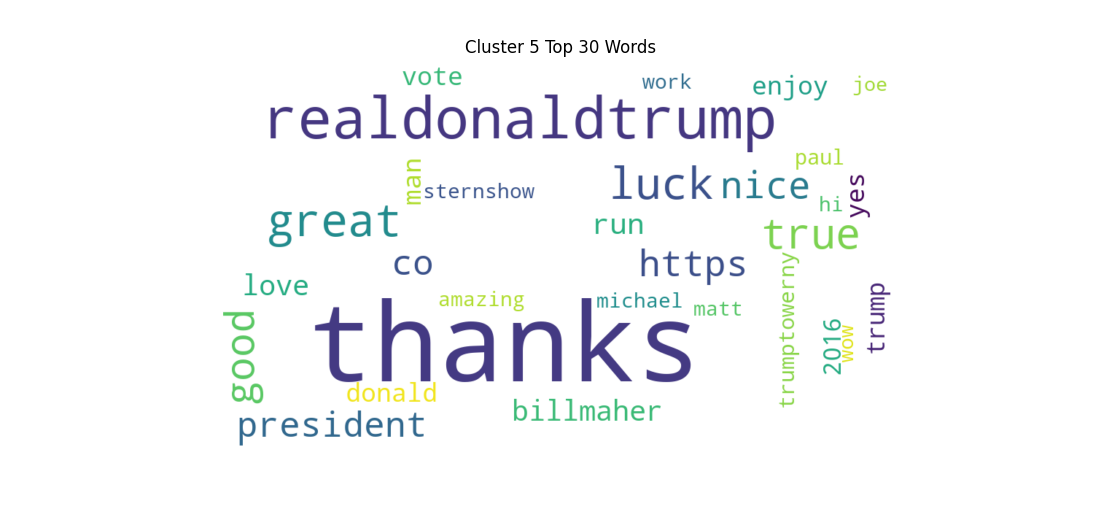 Cluster 5 Top 30 Words
vote
work
enjoy
joe
realdonaldtrump
man
sternshow
luck
nice
paul
yes
hi
great
run
true
co
https
love
amazing
michael
matt
trumptowerny
2016
wow
trump
good
thanks
donald
billmaher
president